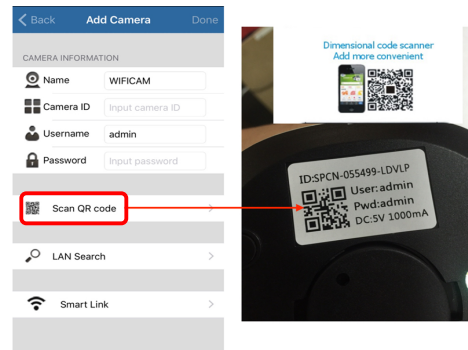 Back Add Camera Done
CAMERA INFORMATION
Name WIFICAM
Camera ID Input camera ID
Username admin
Password Input password
Scan QR code
LAN Search
Smart Link
Dimensional code scanner
Add more convenient
ID:SPCN-055499-LDVLP
User:admin
Pwd:admin
DC:5V 1000mA